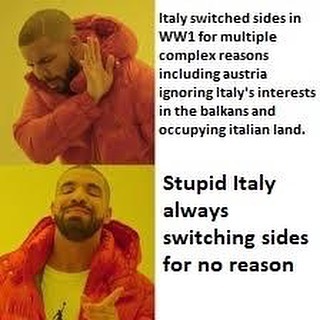 Italy switched sides in
WW1 for multiple
complex reasons
including austria
ignoring Italy's interests
in the balkans and
occupying italian land.
Stupid Italy
always
switching sides
for no reason